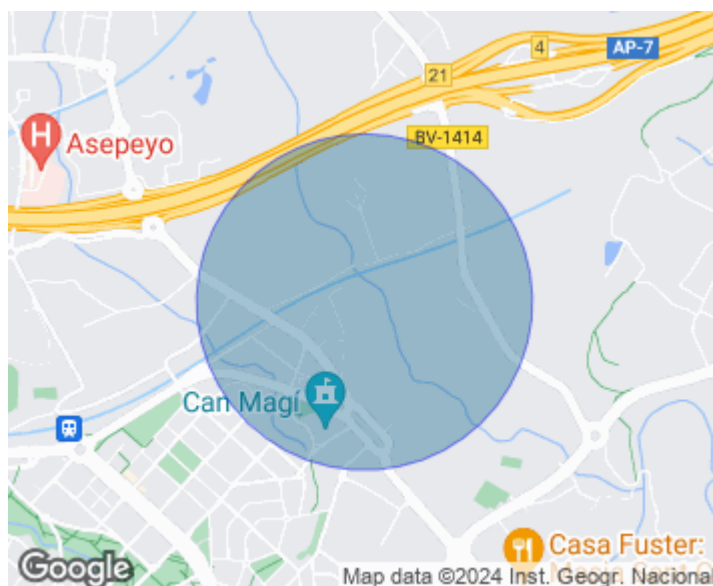 4
AP-7
21
BV-1414
H
Asepeyo
Can Magí
Casa Fuster:
Google
Map data ©2024 Inst. Geogr. Nacional